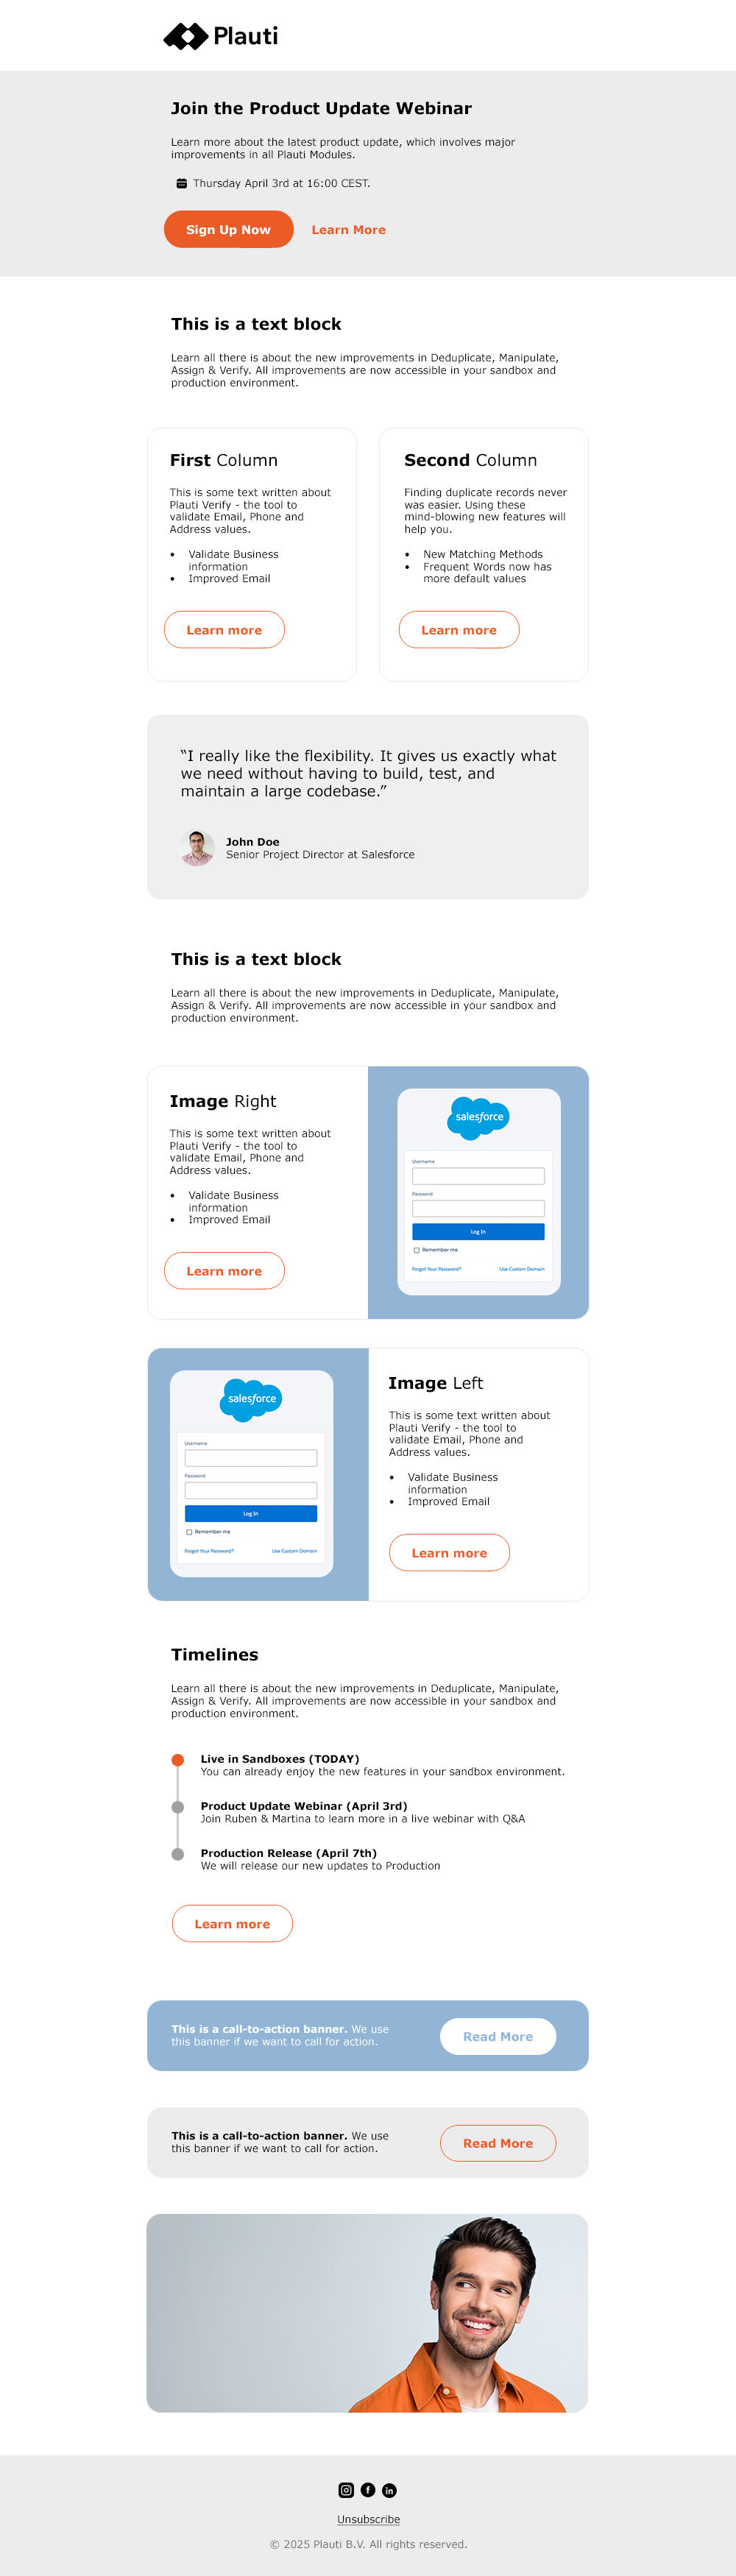 Plauti
Join the Product Update Webinar
Learn more about the latest product update, which involves major
improvements in all Plauti Modules.
Thursday April 3rd at 16:00 CEST.
Sign Up Now
Learn More
This is a text block
Learn all there is about the new improvements in Deduplicate, Manipulate,
Assign & Verify. All improvements are now accessible in your sandbox and
production environment.
First Column
This is some text written about
Plauti Verify - the tool to
validate Email, Phone and
Address values.
• Validate Business
information
• Improved Email
Learn more
Second Column
Finding duplicate records never
was easier. Using these
mind-blowing new features will
help you.
• New Matching Methods
• Frequent Words now has
more default values
Learn more
“I really like the flexibility. It gives us exactly what
we need without having to build, test, and
maintain a large codebase.”
John Doe
Senior Project Director at Salesforce
This is a text block
Learn all there is about the new improvements in Deduplicate, Manipulate,
Assign & Verify. All improvements are now accessible in your sandbox and
production environment.
Image Right
This is some text written about
Plauti Verify - the tool to
validate Email, Phone and
Address values.
• Validate Business
information
• Improved Email
Learn more
salesforce
Username
Password
Log In
Remember me
Forgot Your Password?
Use Custom Domain
salesforce
Username
Password
Log In
Remember me
Forgot Your Password?
Use Custom Domain
Image Left
This is some text written about
Plauti Verify - the tool to
validate Email, Phone and
Address values.
• Validate Business
information
• Improved Email
Learn more
Timelines
Learn all there is about the new improvements in Deduplicate, Manipulate,
Assign & Verify. All improvements are now accessible in your sandbox and
production environment.
Live in Sandboxes (TODAY)
You can already enjoy the new features in your sandbox environment.
Product Update Webinar (April 3rd)
Join Ruben & Martina to learn more in a live webinar with Q&A
Production Release (April 7th)
We will release our new updates to Production
Learn more
This is a call-to-action banner. We use
this banner if we want to call for action.
Read More
This is a call-to-action banner. We use
this banner if we want to call for action.
Read More
Unsubscribe
© 2025 Plauti B.V. All rights reserved.